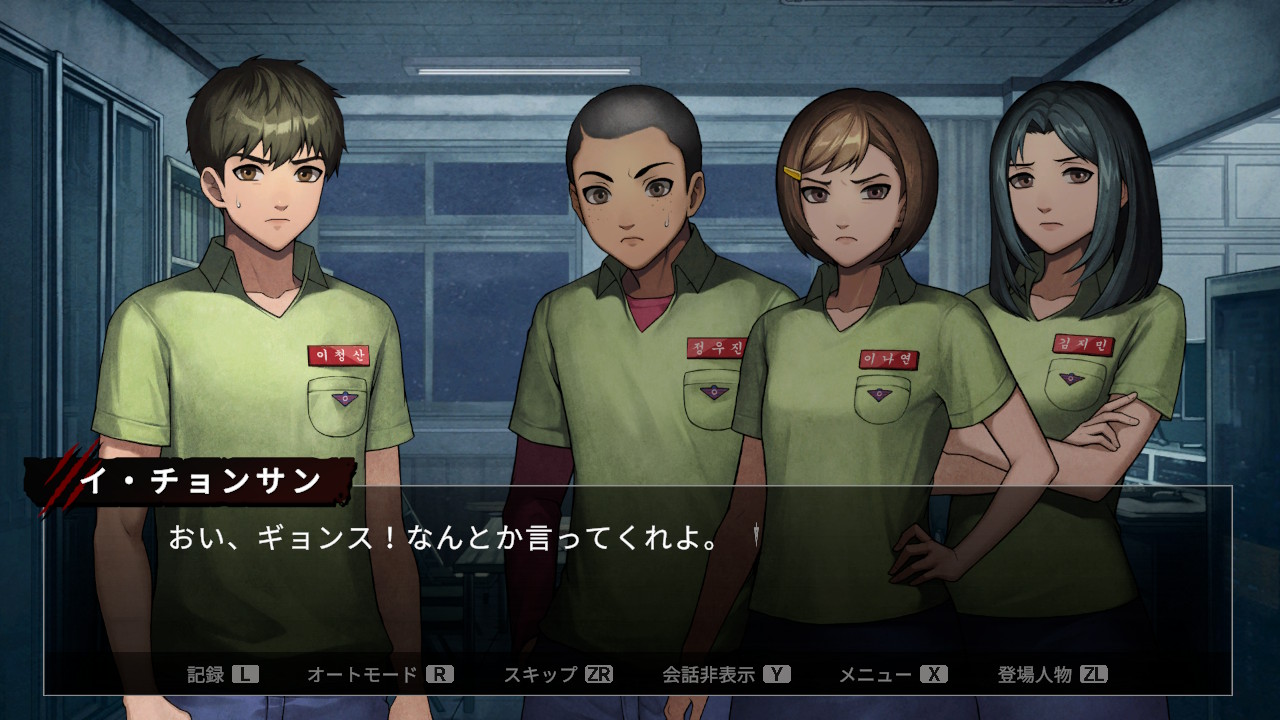 이청산
정우진
이나연
김지민
イ・チョンサン
おい、ギョンス！なんとか言ってくれよ。
記録 L オートモード R スキップ ZR 会話非表示 Y メニュー X 登場人物 ZL